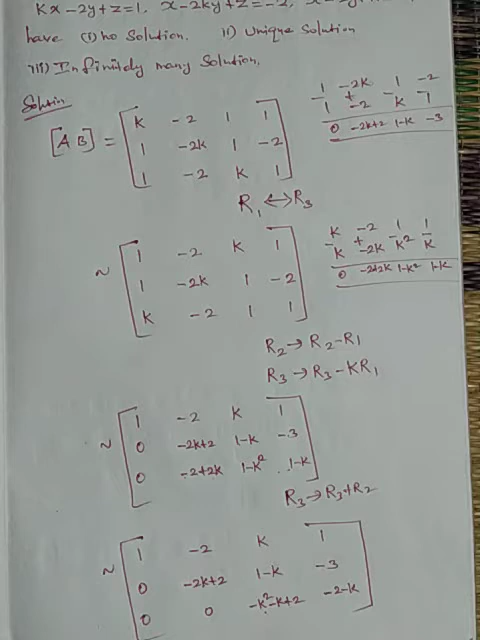 Kx -2y+z=1, x-2ky+z=-2,
have (i) no Solution. ii) Unique Solution
iii) Infinitely many Solution.
Solution
[A B] = [K -2 1 1
1 -2K 1 -2
1 -2 K 1]
1 -2K 1 -2
- 1 + -2 - K - 1
0 -2K+2 1-K -3
R1 ↔ R3
~ [1 -2 K 1
1 -2K 1 -2
K -2 1 1]
K -2 1 1
- K + -2K - K² - K
0 -2+2K 1-K² 1-K
R2 → R2-R1
R3 → R3-KR1
~ [1 -2 K 1
0 -2K+2 1-K -3
0 -2+2K 1-K² 1-K]
R3 → R3+R2
~ [1 -2 K 1
0 -2K+2 1-K -3
0 0 -K²-K+2 -2-K]